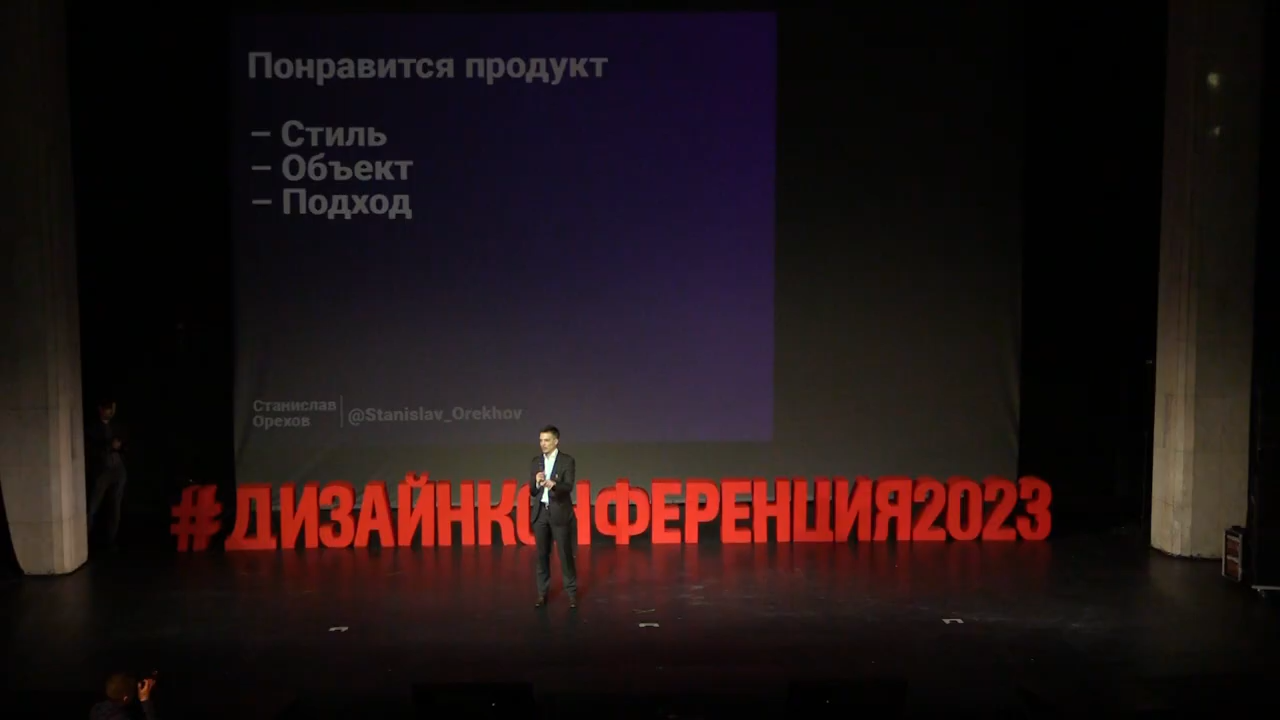 Понравится продукт
– Стиль
– Объект
– Подход
Станислав
Орехов
@Stanislav_Orekhov
#ДИЗАЙНКОНФЕРЕНЦИЯ2023